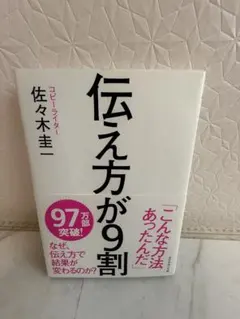 コピーライター
佐々木圭一
伝え方が9割
「こんな方法
あったんだ」
97万部
突破!
なぜ、
伝え方で
結果が
変わるのか?